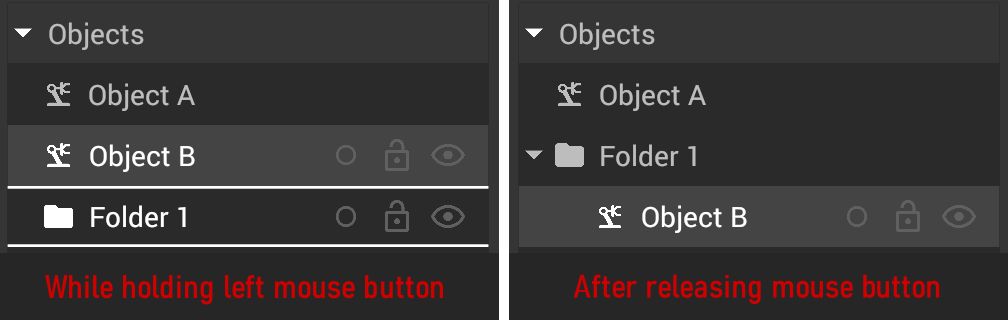 Objects
Object A
Object B
Folder 1
While holding left mouse button
Objects
Object A
Folder 1
Object B
After releasing mouse button